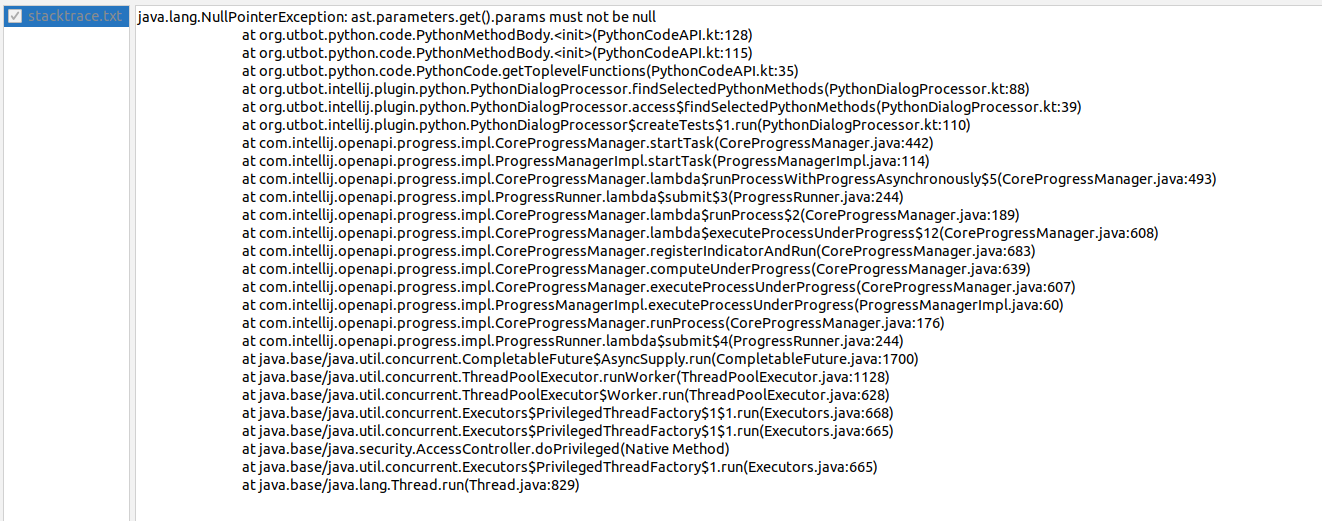 stacktrace.txt
java.lang.NullPointerException: ast.parameters.get().params must not be null
at org.utbot.python.code.PythonMethodBody.<init>(PythonCodeAPI.kt:128)
at org.utbot.python.code.PythonMethodBody.<init>(PythonCodeAPI.kt:115)
at org.utbot.python.code.PythonCode.getToplevelFunctions(PythonCodeAPI.kt:35)
at org.utbot.intellij.plugin.python.PythonDialogProcessor.findSelectedPythonMethods(PythonDialogProcessor.kt:88)
at org.utbot.intellij.plugin.python.PythonDialogProcessor.access$findSelectedPythonMethods(PythonDialogProcessor.kt:39)
at org.utbot.intellij.plugin.python.PythonDialogProcessor$createTests$1.run(PythonDialogProcessor.kt:110)
at com.intellij.openapi.progress.impl.CoreProgressManager.startTask(CoreProgressManager.java:442)
at com.intellij.openapi.progress.impl.ProgressManagerImpl.startTask(ProgressManagerImpl.java:114)
at com.intellij.openapi.progress.impl.CoreProgressManager.lambda$runProcessWithProgressAsynchronously$5(CoreProgressManager.java:493)
at com.intellij.openapi.progress.impl.ProgressRunner.lambda$submit$3(ProgressRunner.java:244)
at com.intellij.openapi.progress.impl.CoreProgressManager.lambda$runProcess$2(CoreProgressManager.java:189)
at com.intellij.openapi.progress.impl.CoreProgressManager.lambda$executeProcessUnderProgress$12(CoreProgressManager.java:608)
at com.intellij.openapi.progress.impl.CoreProgressManager.registerIndicatorAndRun(CoreProgressManager.java:683)
at com.intellij.openapi.progress.impl.CoreProgressManager.computeUnderProgress(CoreProgressManager.java:639)
at com.intellij.openapi.progress.impl.CoreProgressManager.executeProcessUnderProgress(CoreProgressManager.java:607)
at com.intellij.openapi.progress.impl.ProgressManagerImpl.executeProcessUnderProgress(ProgressManagerImpl.java:60)
at com.intellij.openapi.progress.impl.CoreProgressManager.runProcess(CoreProgressManager.java:176)
at com.intellij.openapi.progress.impl.ProgressRunner.lambda$submit$4(ProgressRunner.java:244)
at java.base/java.util.concurrent.CompletableFuture$AsyncSupply.run(CompletableFuture.java:1700)
at java.base/java.util.concurrent.ThreadPoolExecutor.runWorker(ThreadPoolExecutor.java:1128)
at java.base/java.util.concurrent.ThreadPoolExecutor$Worker.run(ThreadPoolExecutor.java:628)
at java.base/java.util.concurrent.Executors$PrivilegedThreadFactory$1$1.run(Executors.java:668)
at java.base/java.util.concurrent.Executors$PrivilegedThreadFactory$1$1.run(Executors.java:665)
at java.base/java.security.AccessController.doPrivileged(Native Method)
at java.base/java.util.concurrent.Executors$PrivilegedThreadFactory$1.run(Executors.java:665)
at java.base/java.lang.Thread.run(Thread.java:829)